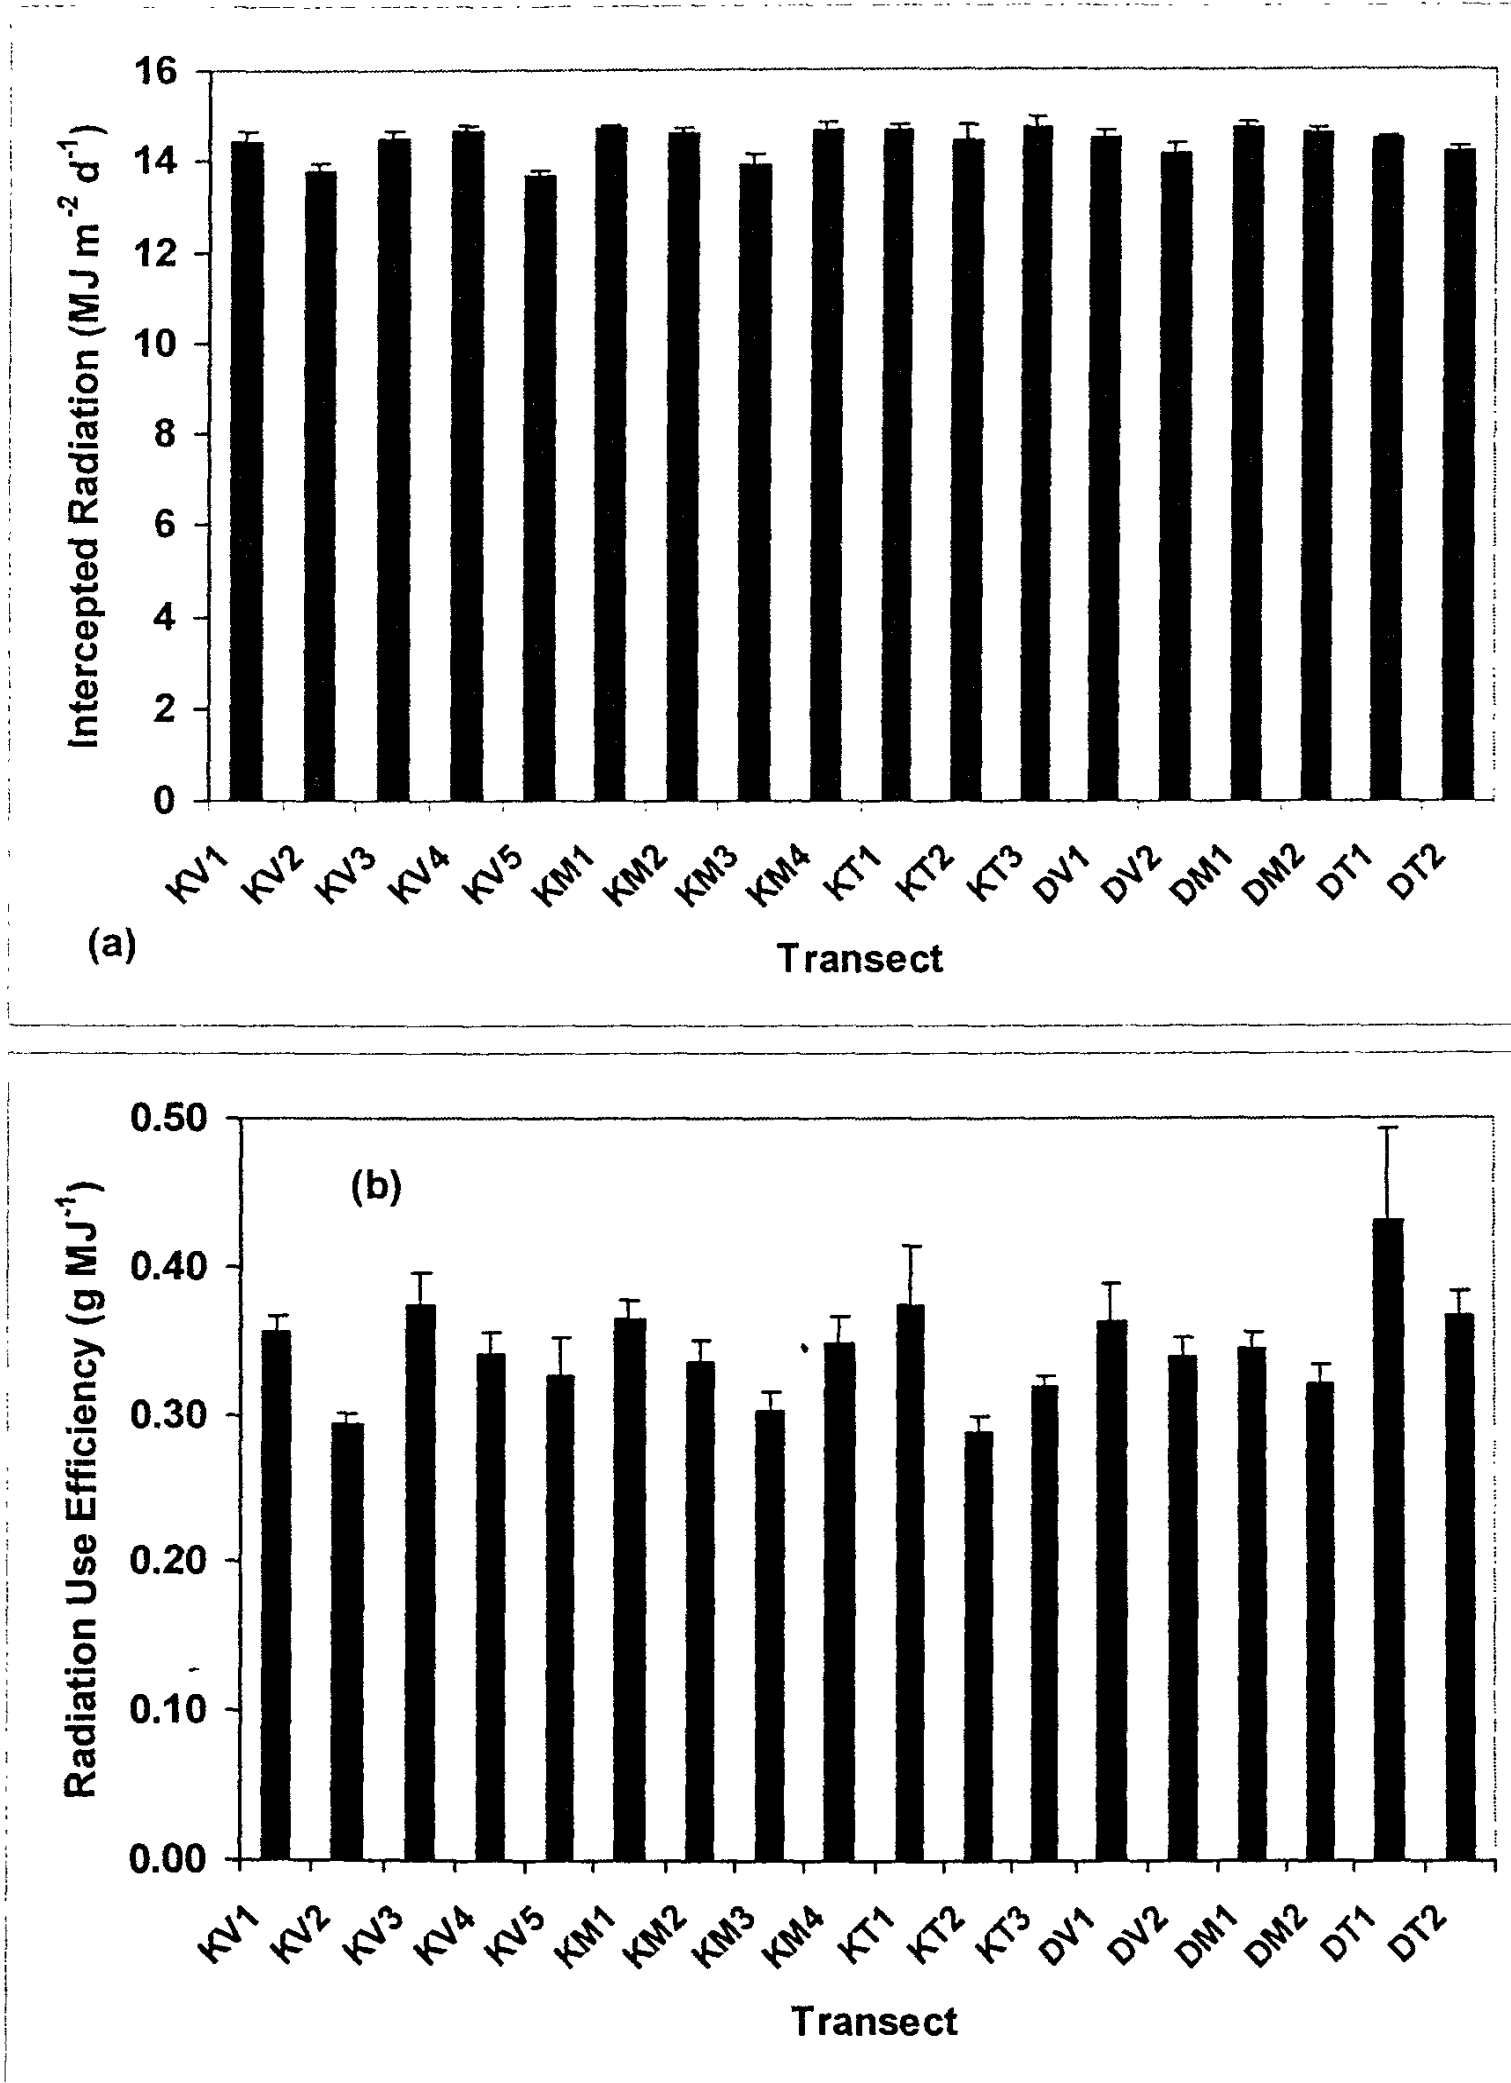 16
14
12
10
8
6
4
2
0
Intercepted Radiation (MJ m⁻² d⁻¹)
KV1 KV2 KV3 KV4 KV5 KM1 KM2 KM3 KM4 KT1 KT2 KT3 DV1 DV2 DM1 DM2 DT1 DT2
(a)
Transect
0.50
0.40
0.30
0.20
0.10
0.00
Radiation Use Efficiency (g MJ⁻¹)
(b)
KV1 KV2 KV3 KV4 KV5 KM1 KM2 KM3 KM4 KT1 KT2 KT3 DV1 DV2 DM1 DM2 DT1 DT2
Transect